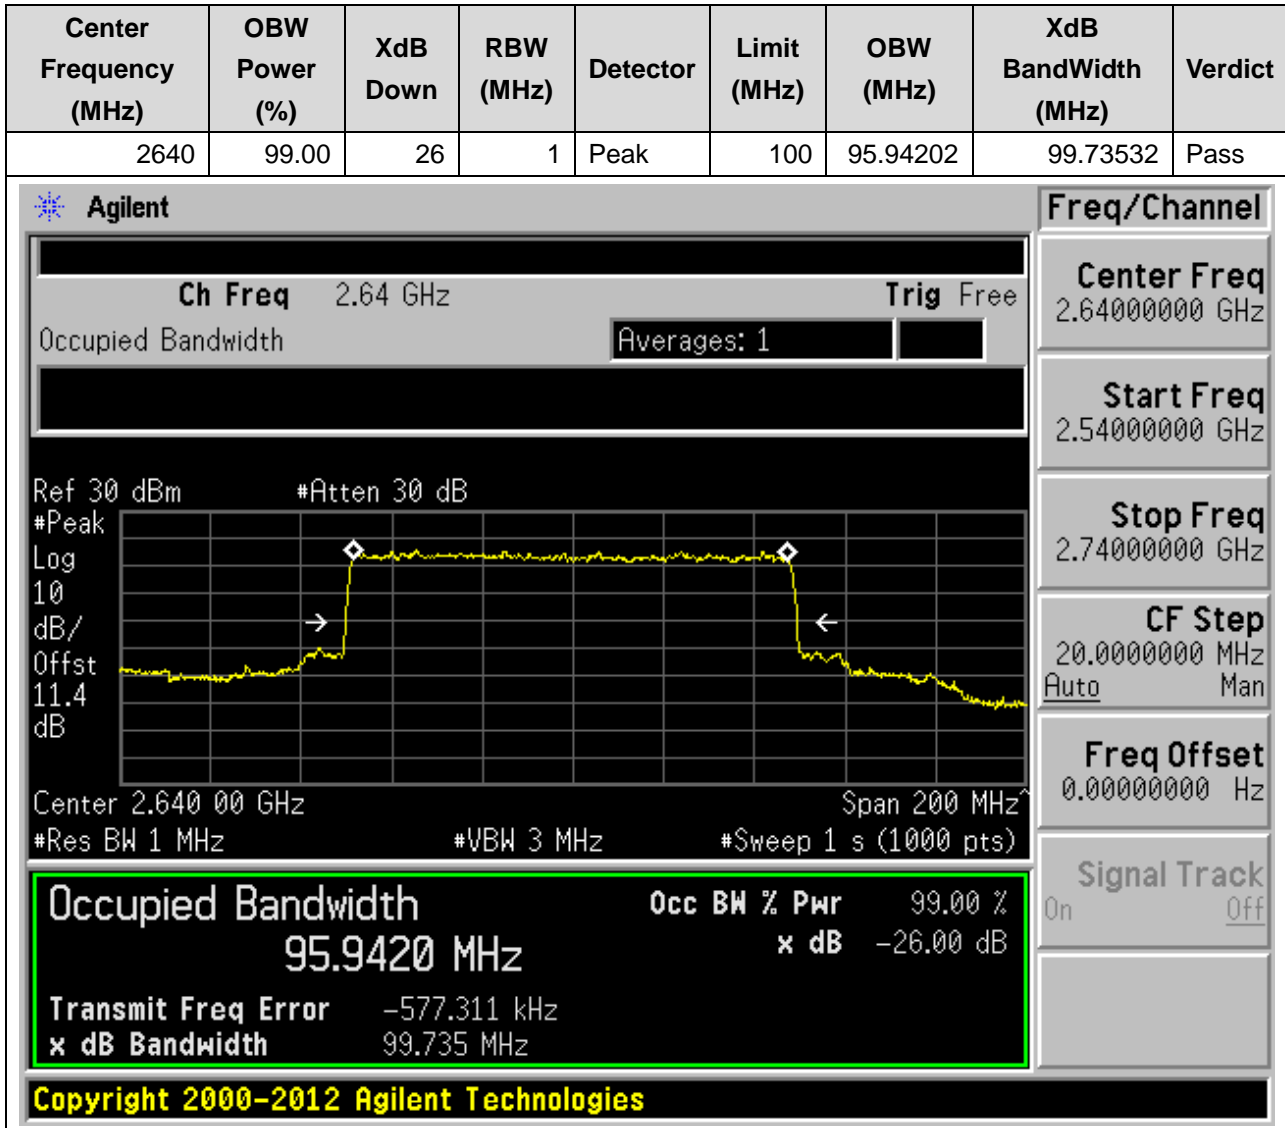 Center Frequency (MHz) OBW Power (%) XdB Down RBW (MHz) Detector Limit (MHz) OBW (MHz) XdB BandWidth (MHz) Verdict
2640 99.00 26 1 Peak 100 95.94202 99.73532 Pass
Agilent
Freq/Channel
Ch Freq 2.64 GHz Trig Free
Occupied Bandwidth Averages: 1
Center Freq
2.64000000 GHz
Start Freq
2.54000000 GHz
Stop Freq
2.74000000 GHz
CF Step
20.0000000 MHz
Auto Man
Freq Offset
0.00000000 Hz
Signal Track
On Off
Ref 30 dBm #Atten 30 dB
#Peak
Log
10
dB/
Offst
11.4
dB
Center 2.640 00 GHz Span 200 MHz^
#Res BW 1 MHz #VBW 3 MHz #Sweep 1 s (1000 pts)
Occupied Bandwidth Occ BW % Pwr 99.00 %
95.9420 MHz x dB -26.00 dB
Transmit Freq Error -577.311 kHz
x dB Bandwidth 99.735 MHz
Copyright 2000-2012 Agilent Technologies